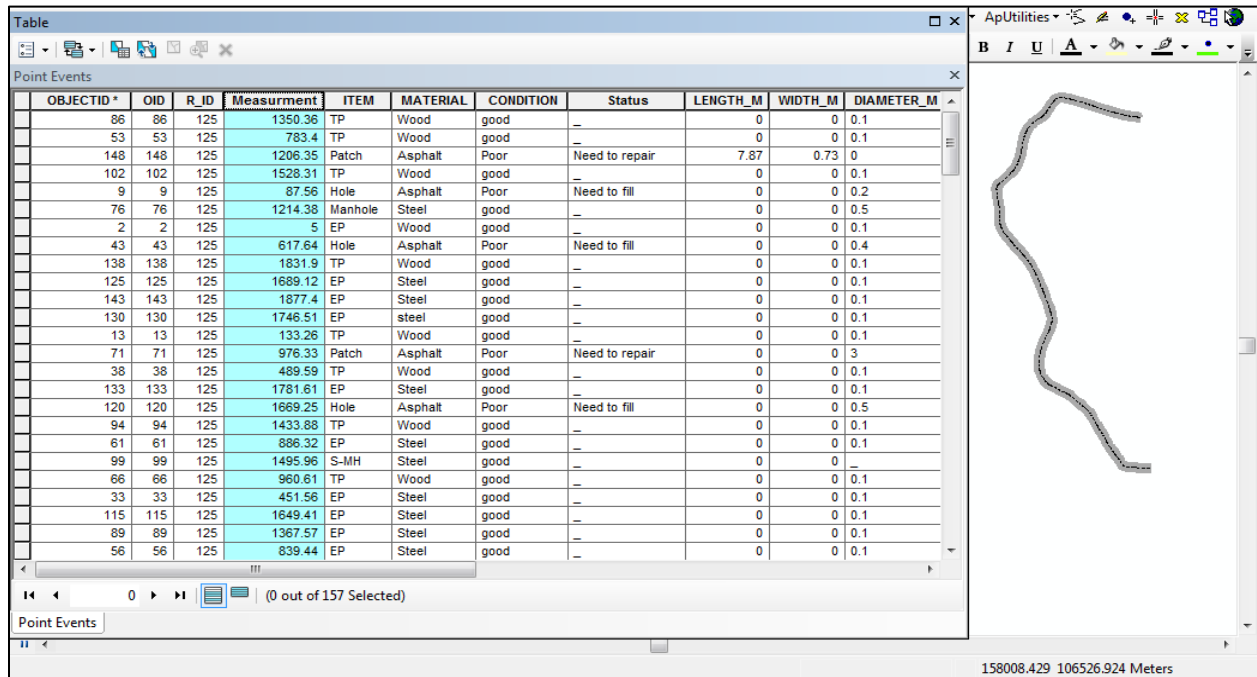 Table
ApUtilities
B I U A
Point Events
OBJECTID * OID R_ID Measurment ITEM MATERIAL CONDITION Status LENGTH_M WIDTH_M DIAMETER_M
86 86 125 1350.36 TP Wood good _ 0 0 0.1
53 53 125 783.4 TP Wood good _ 0 0 0.1
148 148 125 1206.35 Patch Asphalt Poor Need to repair 7.87 0.73 0
102 102 125 1528.31 TP Wood good _ 0 0 0.1
9 9 125 87.56 Hole Asphalt Poor Need to fill 0 0 0.2
76 76 125 1214.38 Manhole Steel good _ 0 0 0.5
2 2 125 5 EP Wood good _ 0 0 0.1
43 43 125 617.64 Hole Asphalt Poor Need to fill 0 0 0.4
138 138 125 1831.9 TP Wood good _ 0 0 0.1
125 125 125 1689.12 EP Steel good _ 0 0 0.1
143 143 125 1877.4 EP Steel good _ 0 0 0.1
130 130 125 1746.51 EP steel good _ 0 0 0.1
13 13 125 133.26 TP Wood good _ 0 0 0.1
71 71 125 976.33 Patch Asphalt Poor Need to repair 0 0 3
38 38 125 489.59 TP Wood good _ 0 0 0.1
133 133 125 1781.61 EP Steel good _ 0 0 0.1
120 120 125 1669.25 Hole Asphalt Poor Need to fill 0 0 0.5
94 94 125 1433.88 TP Wood good _ 0 0 0.1
61 61 125 886.32 EP Steel good _ 0 0 0.1
99 99 125 1495.96 S-MH Steel good _ 0 0 _
66 66 125 960.61 TP Wood good _ 0 0 0.1
33 33 125 451.56 EP Steel good _ 0 0 0.1
115 115 125 1649.41 EP Steel good _ 0 0 0.1
89 89 125 1367.57 EP Steel good _ 0 0 0.1
56 56 125 839.44 EP Steel good _ 0 0 0.1
0 (0 out of 157 Selected)
Point Events
158008.429 106526.924 Meters